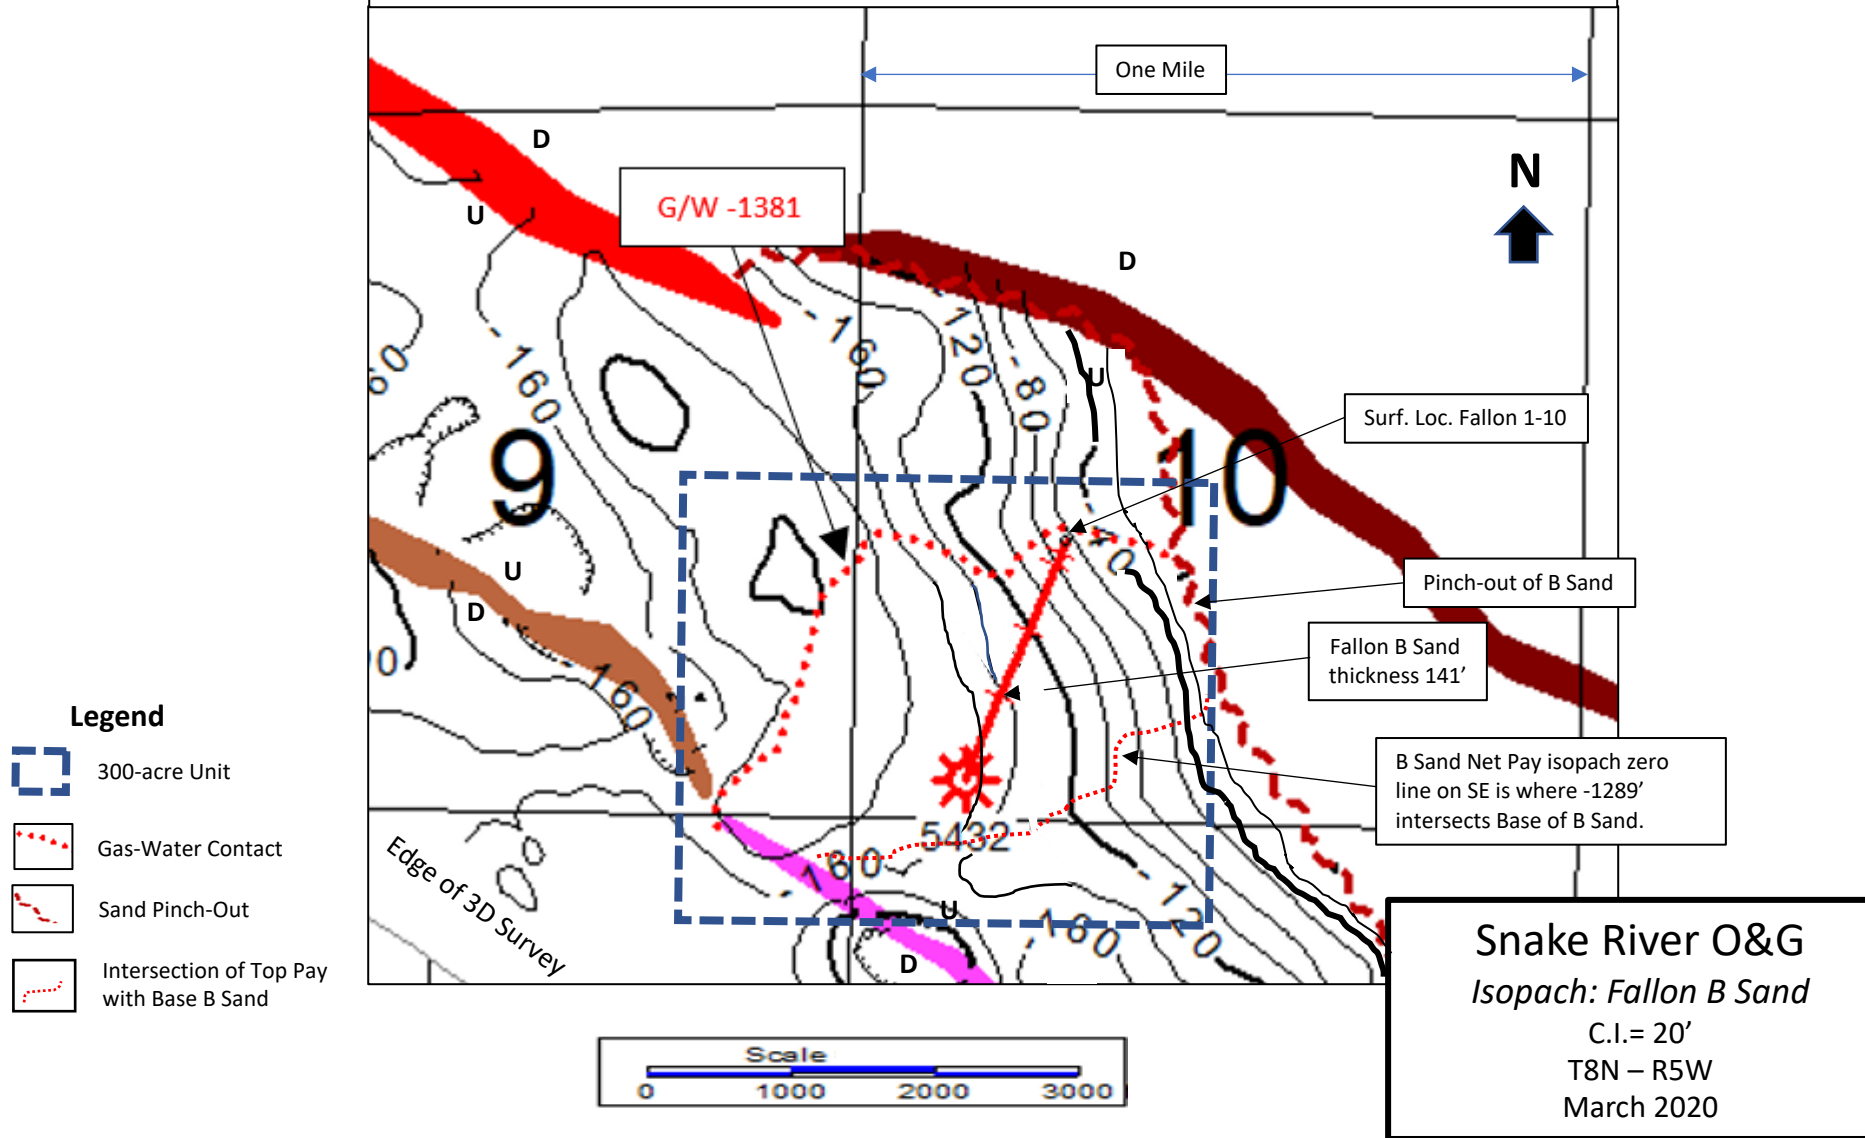 One Mile
D
N
U
G/W -1381
D
- 160
- 120
- 160
- 80
60
U
Surf. Loc. Fallon 1-10
9
10
- 40
U
Pinch-out of B Sand
D
Fallon B Sand
thickness 141’
- 160
Legend
300-acre Unit
B Sand Net Pay isopach zero
line on SE is where -1289’
intersects Base of B Sand.
Gas-Water Contact
5432
Edge of 3D Survey
- 160
Sand Pinch-Out
U
- 160
- 120
D
Intersection of Top Pay
with Base B Sand
Snake River O&G
Isopach: Fallon B Sand
C.I.= 20’
T8N – R5W
March 2020
Scale
0 1000 2000 3000